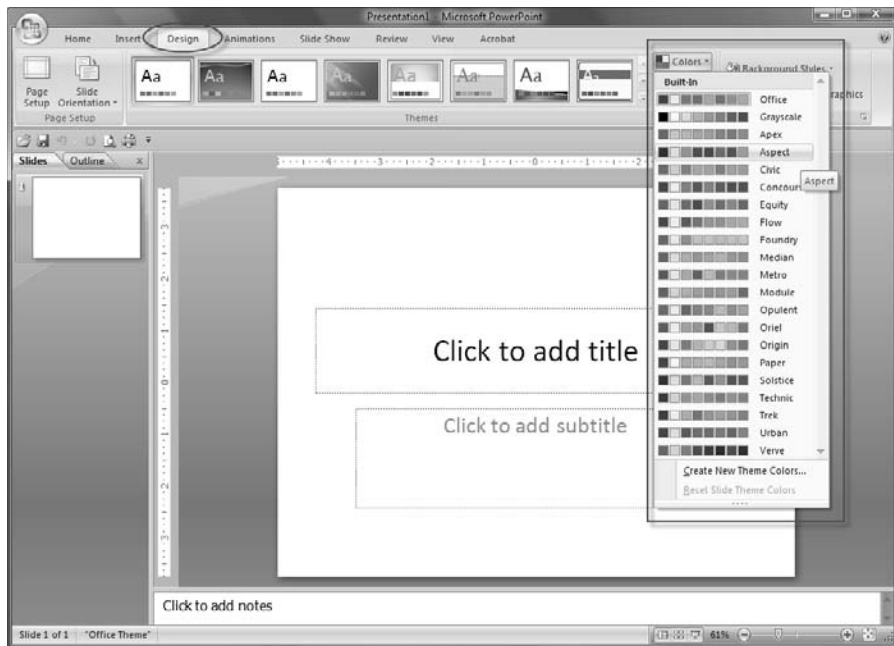 Presentation1 - Microsoft PowerPoint
Home Insert Design Animations Slide Show Review View Acrobat
Page Setup
Slide Orientation
Aa Aa Aa Aa Aa Aa Aa Aa
Colors
Background Styles
Page Setup
Themes
Built-In
Office
Grayscale
Apex
Aspect
Civic
Aspect
Equity
Flow
Foundry
Median
Metro
Module
Opulent
Oriel
Origin
Paper
Solstice
Technic
Trek
Urban
Verve
Create New Theme Colors...
Reset Slide Theme Colors
Slides Outline x
1
Click to add title
Click to add subtitle
Click to add notes
Slide 1 of 1 "Office Theme" 61%